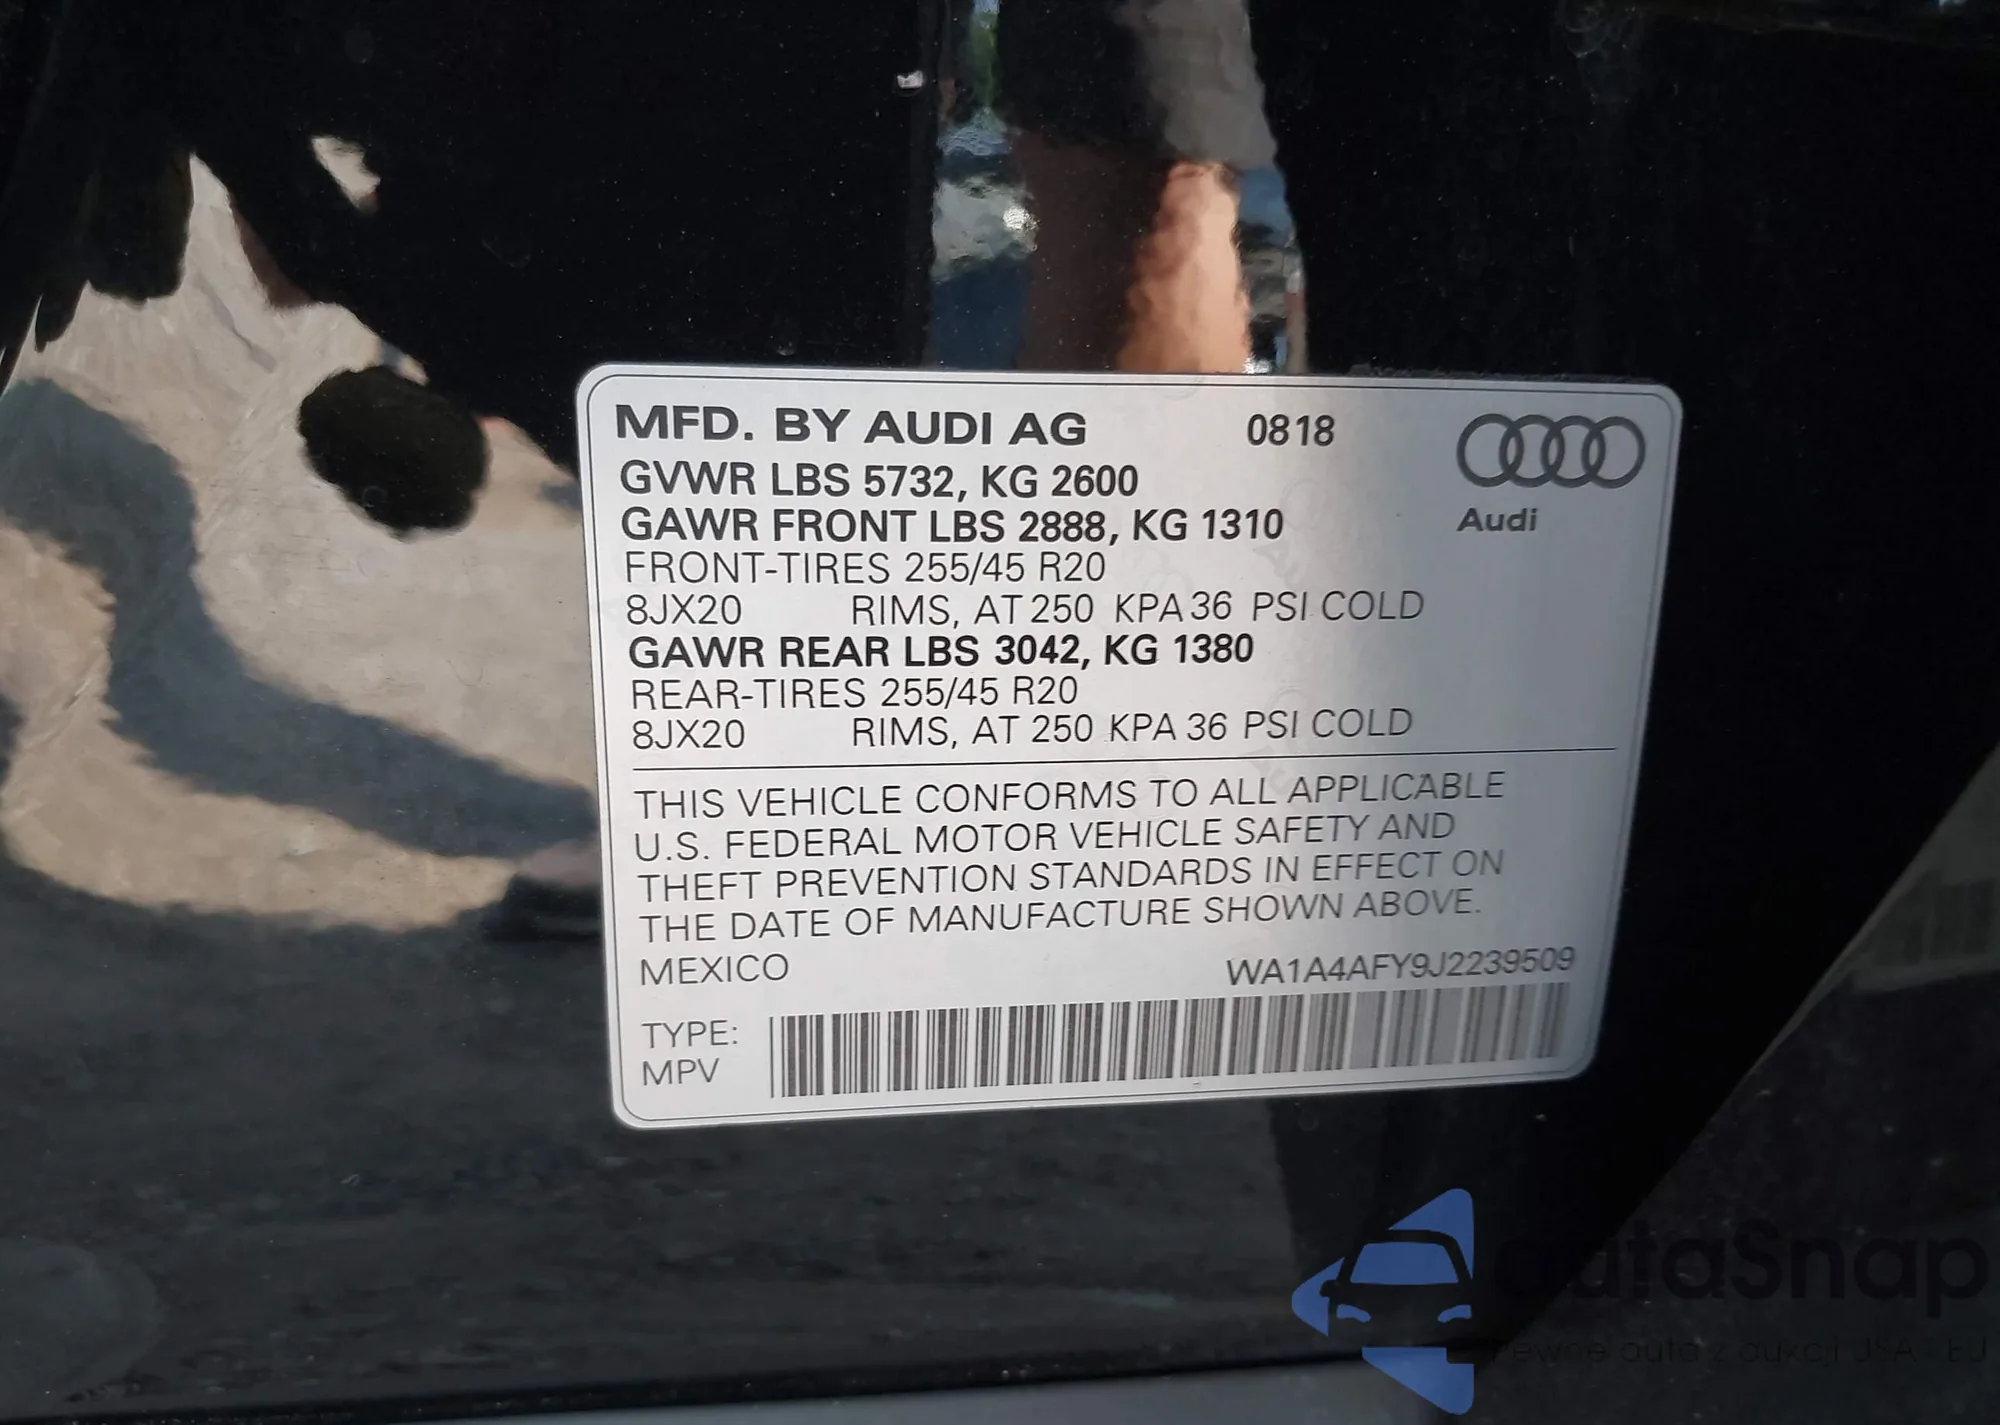 MFD. BY AUDI AG 0818
Audi
GVWR LBS 5732, KG 2600
GAWR FRONT LBS 2888, KG 1310
FRONT-TIRES 255/45 R20
8JX20 RIMS, AT 250 KPA 36 PSI COLD
GAWR REAR LBS 3042, KG 1380
REAR-TIRES 255/45 R20
8JX20 RIMS, AT 250 KPA 36 PSI COLD
THIS VEHICLE CONFORMS TO ALL APPLICABLE
U.S. FEDERAL MOTOR VEHICLE SAFETY AND
THEFT PREVENTION STANDARDS IN EFFECT ON
THE DATE OF MANUFACTURE SHOWN ABOVE.
MEXICO WA1A4AFY9J2239509
TYPE:
MPV
autaSnap
Pewne auta z aukcji